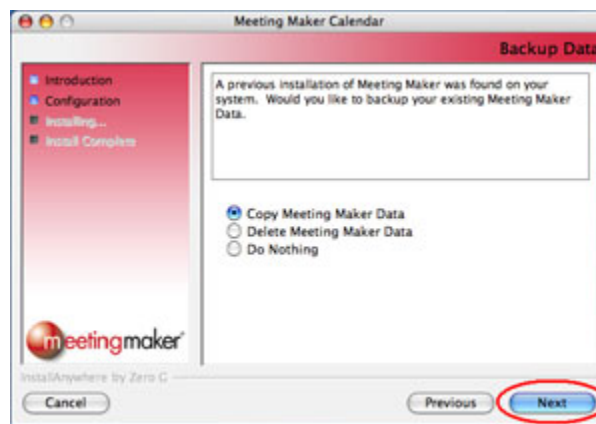 Meeting Maker Calendar
Backup Data
Introduction
Configuration
Installing...
Install Complete
A previous installation of Meeting Maker was found on your
system. Would you like to backup your existing Meeting Maker
Data.
Copy Meeting Maker Data
Delete Meeting Maker Data
Do Nothing
meetingmaker
InstallAnywhere by Zero G
Cancel
Previous
Next